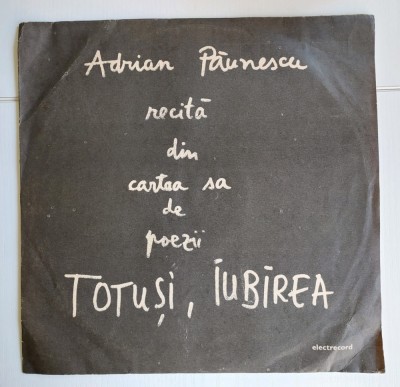 Adrian Păunescu
recită
din
cartea sa
de
poezii
TOTUȘI, IUBIREA
electrecord